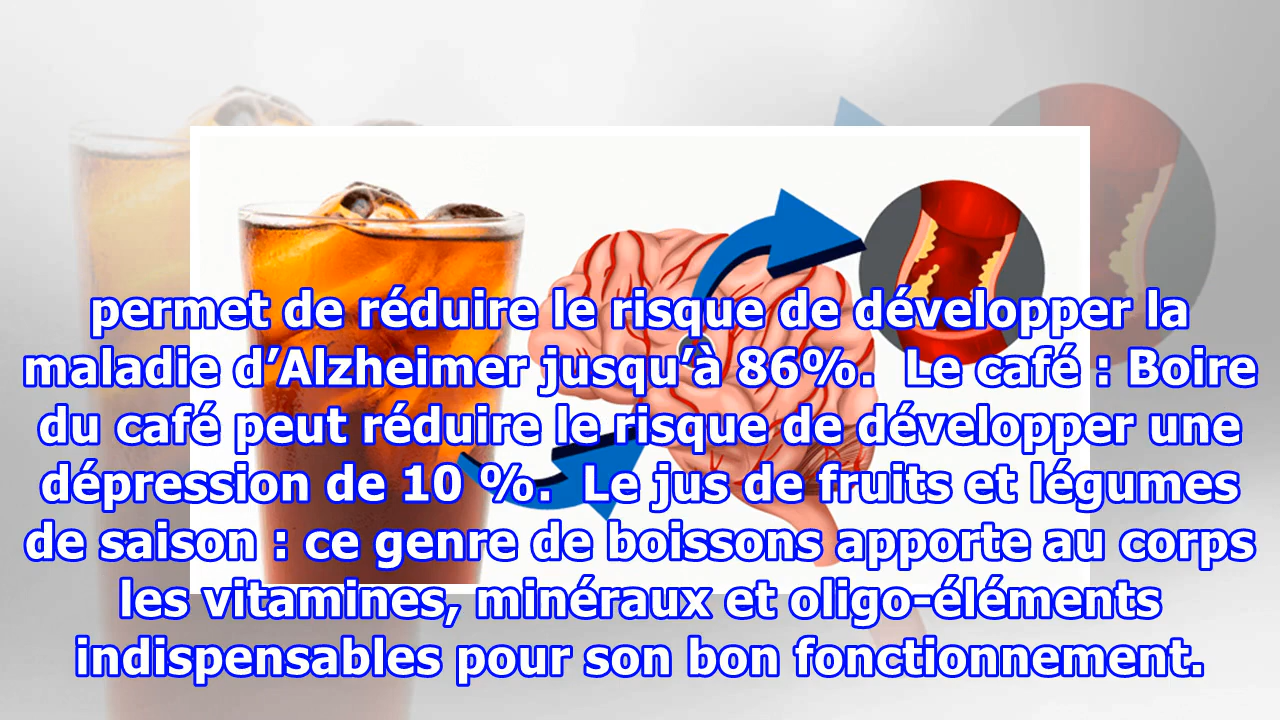 permet de réduire le risque de développer la
maladie d’Alzheimer jusqu’à 86%.  Le café : Boire
du café peut réduire le risque de développer une
dépression de 10 %.  Le jus de fruits et légumes
de saison : ce genre de boissons apporte au corps
les vitamines, minéraux et oligo-éléments
indispensables pour son bon fonctionnement.